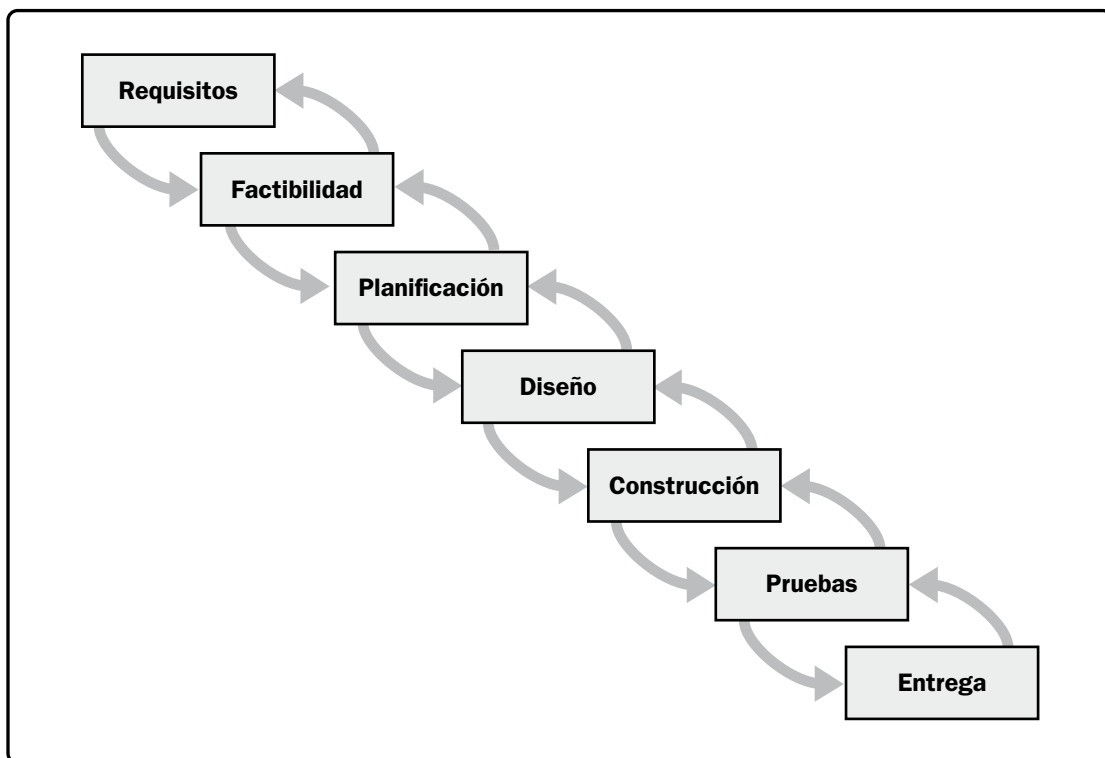 Requisitos
Factibilidad
Planificación
Diseño
Construcción
Pruebas
Entrega